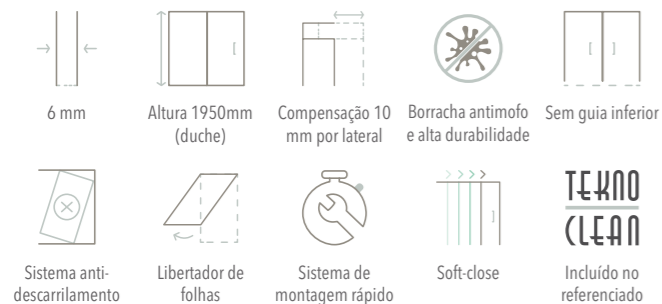 6 mm
Altura 1950mm
(duche)
Compensação 10
mm por lateral
Borracha antimofo
e alta durabilidade
Sem guia inferior
Sistema anti-
descarrilamento
Libertador de
folhas
Sistema de
montagem rápido
Soft-close
TEKNO
CLEAN
Incluído no
referenciado